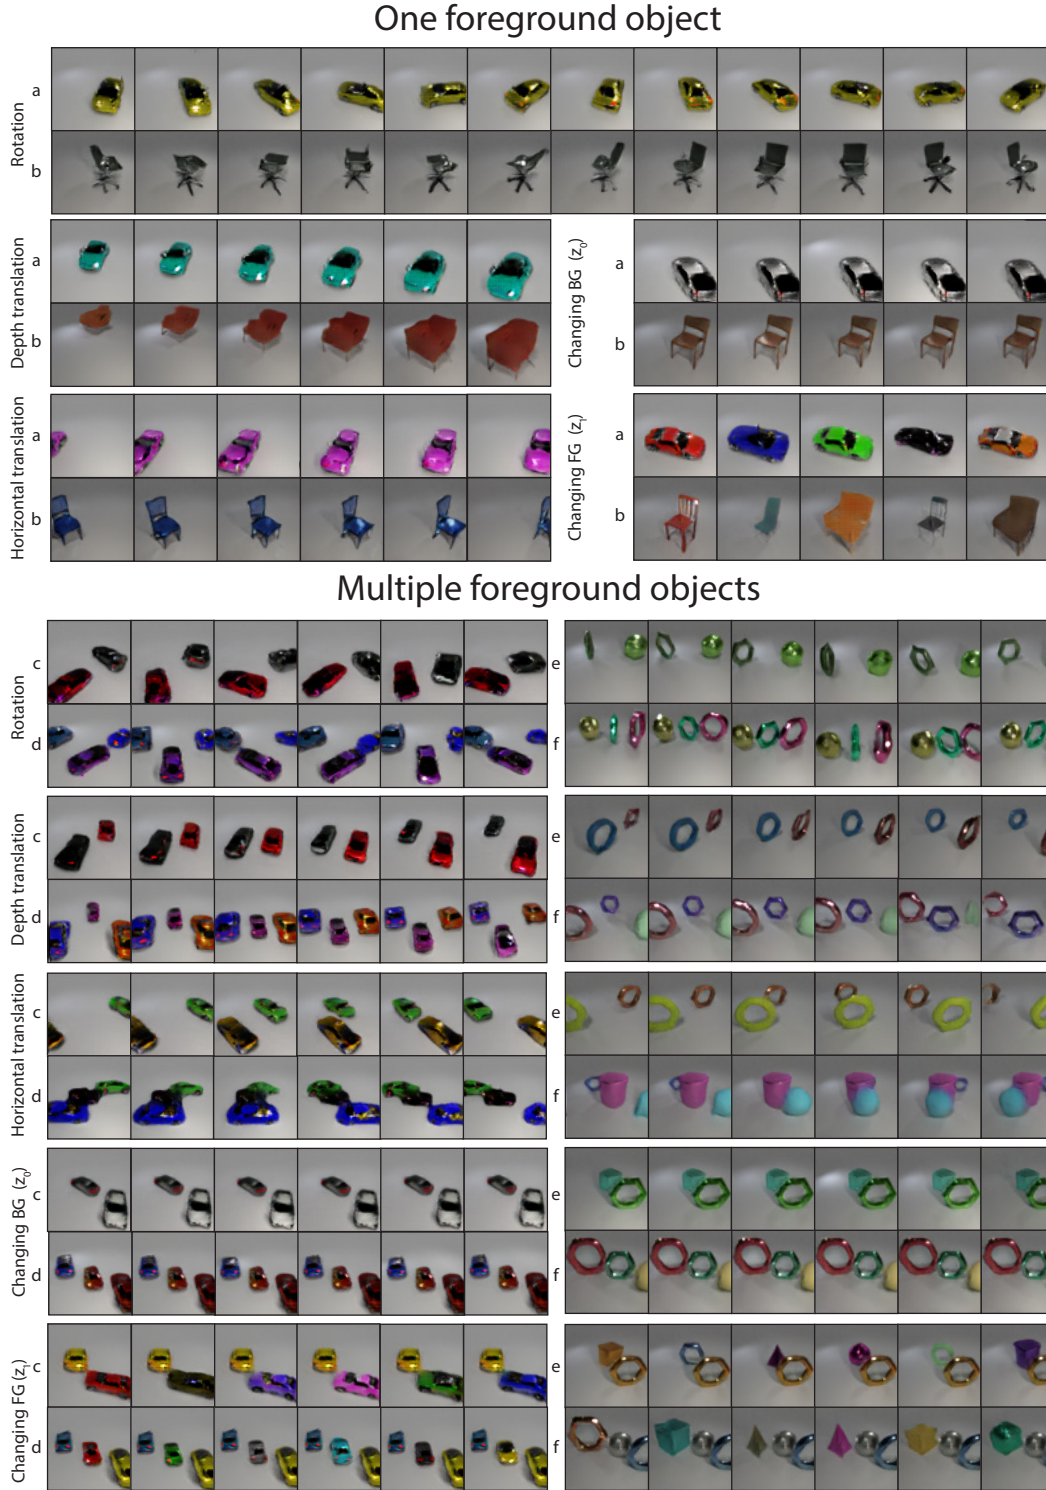 One foreground object
Rotation
a
b
Depth translation
a
b
Changing BG (z0)
a
b
Horizontal translation
a
b
Changing FG (zi)
a
b
Multiple foreground objects
Rotation
c
d
e
f
Depth translation
c
d
e
f
Horizontal translation
c
d
e
f
Changing BG (z0)
c
d
e
f
Changing FG (zi)
c
d
e
f